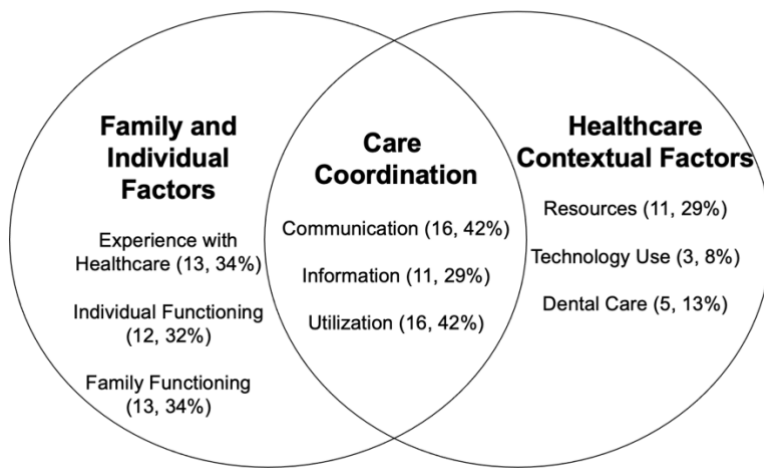 Family and
Individual
Factors
Experience with
Healthcare (13, 34%)
Individual Functioning
(12, 32%)
Family Functioning
(13, 34%)
Care
Coordination
Communication (16, 42%)
Information (11, 29%)
Utilization (16, 42%)
Healthcare
Contextual Factors
Resources (11, 29%)
Technology Use (3, 8%)
Dental Care (5, 13%)